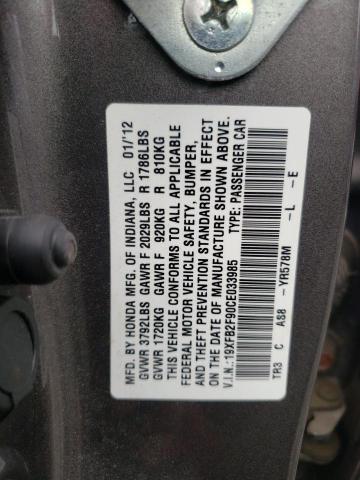 MFD. BY HONDA MFG. OF INDIANA, LLC 01/'12
GVWR 3792LBS GAWR F 2029LBS R 1786LBS
GVWR 1720KG GAWR F 920KG R 810KG
THIS VEHICLE CONFORMS TO ALL APPLICABLE
FEDERAL MOTOR VEHICLE SAFETY, BUMPER,
AND THEFT PREVENTION STANDARDS IN EFFECT
ON THE DATE OF MANUFACTURE SHOWN ABOVE.
V.I.N.:19XFB2F90CE033985 TYPE: PASSENGER CAR
TR3 C AS8 -YR578M -L -E